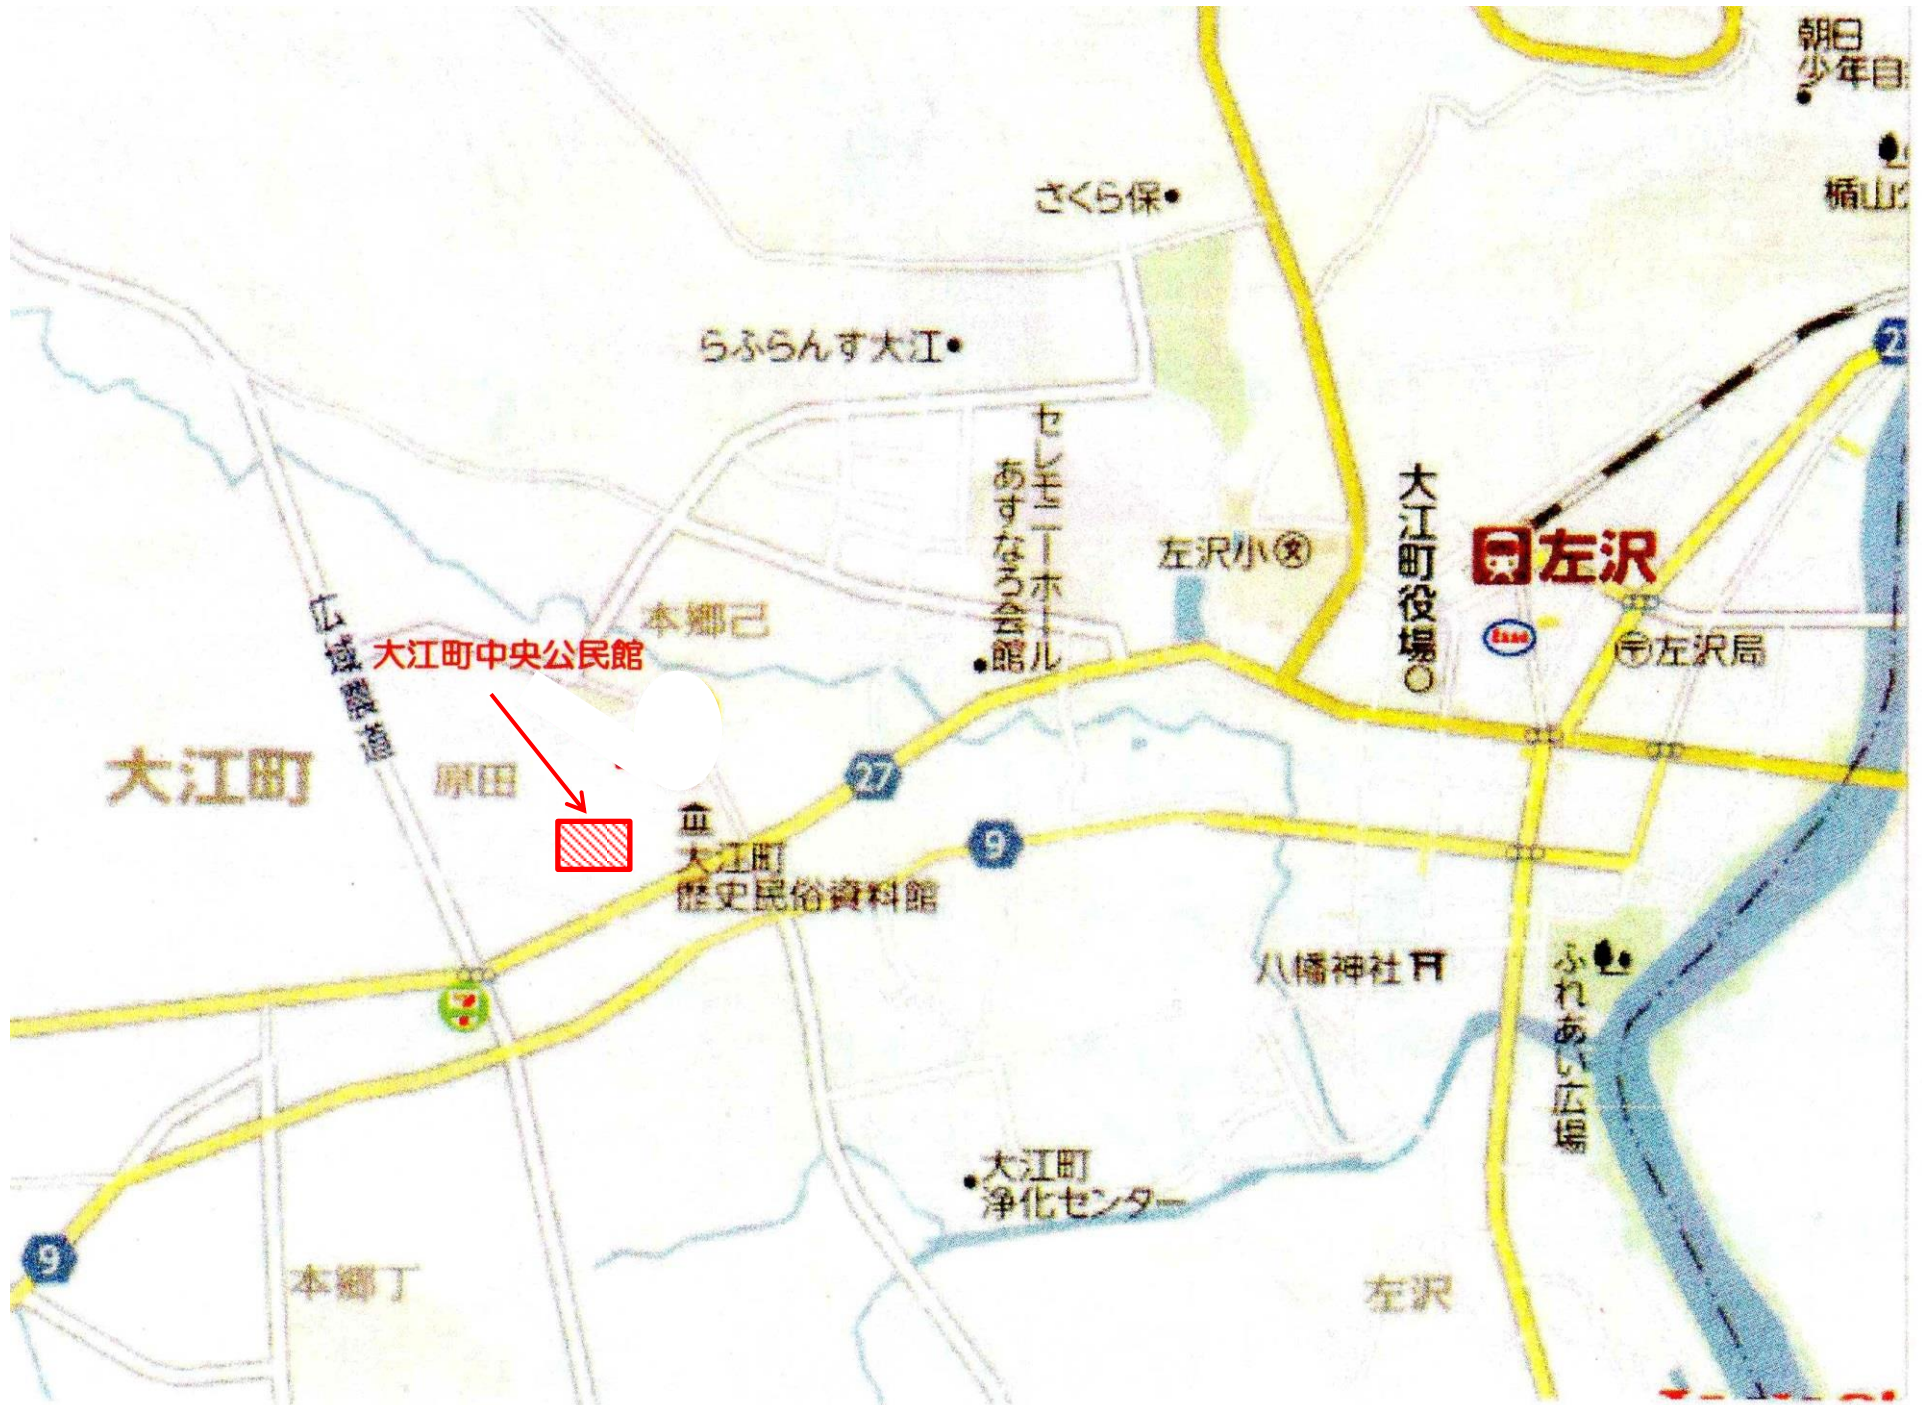 朝日
少年自
楯山公
さくら保
らふらんす大江
2
セレモニーホール
あすなろ会館
大江町役場
左沢小
文
左沢
Esso
左沢局
本郷己
広域農道
大江町中央公民館
大江町
原田
27
大江町
歴史民俗資料館
9
八幡神社
ふれあい広場
大江町
浄化センター
9
本郷丁
左沢